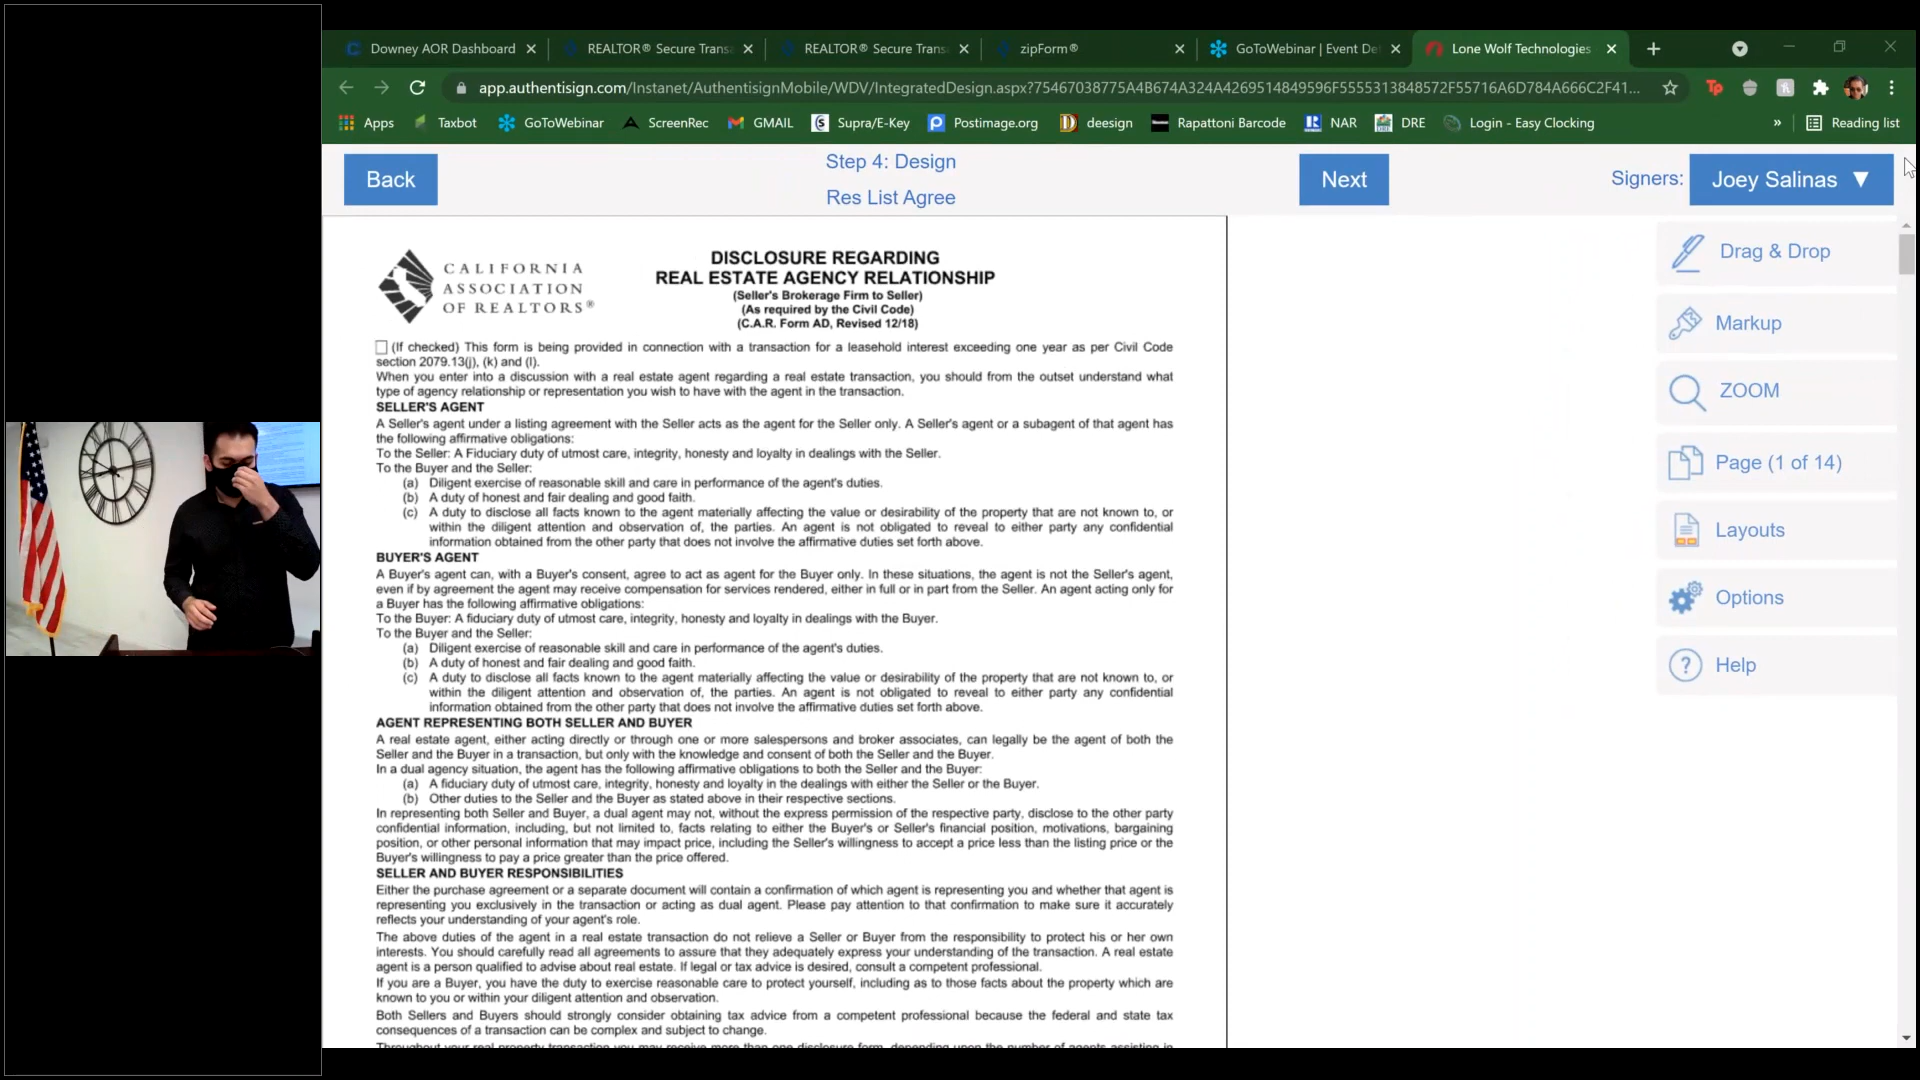 Downey AOR Dashboard
REALTOR® Secure Trans
REALTOR® Secure Trans
zipForm®
GoToWebinar | Event De
Lone Wolf Technologies
app.authentisign.com/Instanet/AuthentisignMobile/WDV/IntegratedDesign.aspx?75467038775A4B674A324A4269514849596F5555313848572F55716A6D784A666C2F41...
Apps
Taxbot
GoToWebinar
ScreenRec
GMAIL
Supra/E-Key
Postimage.org
deesign
Rapattoni Barcode
NAR
DRE
Login - Easy Clocking
»
Reading list
Back
Step 4: Design
Res List Agree
Next
Signers:
Joey Salinas ▼
CALIFORNIA
ASSOCIATION
OF REALTORS®
DISCLOSURE REGARDING
REAL ESTATE AGENCY RELATIONSHIP
(Seller's Brokerage Firm to Seller)
(As required by the Civil Code)
(C.A.R. Form AD, Revised 12/18)
(If checked) This form is being provided in connection with a transaction for a leasehold interest exceeding one year as per Civil Code
section 2079.13(j), (k) and (l).
When you enter into a discussion with a real estate agent regarding a real estate transaction, you should from the outset understand what
type of agency relationship or representation you wish to have with the agent in the transaction.
SELLER'S AGENT
A Seller's agent under a listing agreement with the Seller acts as the agent for the Seller only. A Seller's agent or a subagent of that agent has
the following affirmative obligations:
To the Seller: A Fiduciary duty of utmost care, integrity, honesty and loyalty in dealings with the Seller.
To the Buyer and the Seller:
(a) Diligent exercise of reasonable skill and care in performance of the agent's duties.
(b) A duty of honest and fair dealing and good faith.
(c) A duty to disclose all facts known to the agent materially affecting the value or desirability of the property that are not known to, or
within the diligent attention and observation of, the parties. An agent is not obligated to reveal to either party any confidential
information obtained from the other party that does not involve the affirmative duties set forth above.
BUYER'S AGENT
A Buyer's agent can, with a Buyer's consent, agree to act as agent for the Buyer only. In these situations, the agent is not the Seller's agent,
even if by agreement the agent may receive compensation for services rendered, either in full or in part from the Seller. An agent acting only for
a Buyer has the following affirmative obligations:
To the Buyer: A fiduciary duty of utmost care, integrity, honesty and loyalty in dealings with the Buyer.
To the Buyer and the Seller:
(a) Diligent exercise of reasonable skill and care in performance of the agent's duties.
(b) A duty of honest and fair dealing and good faith.
(c) A duty to disclose all facts known to the agent materially affecting the value or desirability of the property that are not known to, or
within the diligent attention and observation of, the parties. An agent is not obligated to reveal to either party any confidential
information obtained from the other party that does not involve the affirmative duties set forth above.
AGENT REPRESENTING BOTH SELLER AND BUYER
A real estate agent, either acting directly or through one or more salespersons and broker associates, can legally be the agent of both the
Seller and the Buyer in a transaction, but only with the knowledge and consent of both the Seller and the Buyer.
In a dual agency situation, the agent has the following affirmative obligations to both the Seller and the Buyer:
(a) A fiduciary duty of utmost care, integrity, honesty and loyalty in the dealings with either the Seller or the Buyer.
(b) Other duties to the Seller and the Buyer as stated above in their respective sections.
In representing both Seller and Buyer, a dual agent may not, without the express permission of the respective party, disclose to the other party
confidential information, including, but not limited to, facts relating to either the Buyer's or Seller's financial position, motivations, bargaining
position, or other personal information that may impact price, including the Seller's willingness to accept a price less than the listing price or the
Buyer's willingness to pay a price greater than the price offered.
SELLER AND BUYER RESPONSIBILITIES
Either the purchase agreement or a separate document will contain a confirmation of which agent is representing you and whether that agent is
representing you exclusively in the transaction or acting as dual agent. Please pay attention to that confirmation to make sure it accurately
reflects your understanding of your agent's role.
The above duties of the agent in a real estate transaction do not relieve a Seller or Buyer from the responsibility to protect his or her own
interests. You should carefully read all agreements to assure that they adequately express your understanding of the transaction. A real estate
agent is a person qualified to advise about real estate. If legal or tax advice is desired, consult a competent professional.
If you are a Buyer, you have the duty to exercise reasonable care to protect yourself, including as to those facts about the property which are
known to you or within your diligent attention and observation.
Both Sellers and Buyers should strongly consider obtaining tax advice from a competent professional because the federal and state tax
consequences of a transaction can be complex and subject to change.
Throughout your real property transaction you may receive more than one disclosure form, depending upon the number of agents assisting in
Drag & Drop
Markup
ZOOM
Page (1 of 14)
Layouts
Options
Help